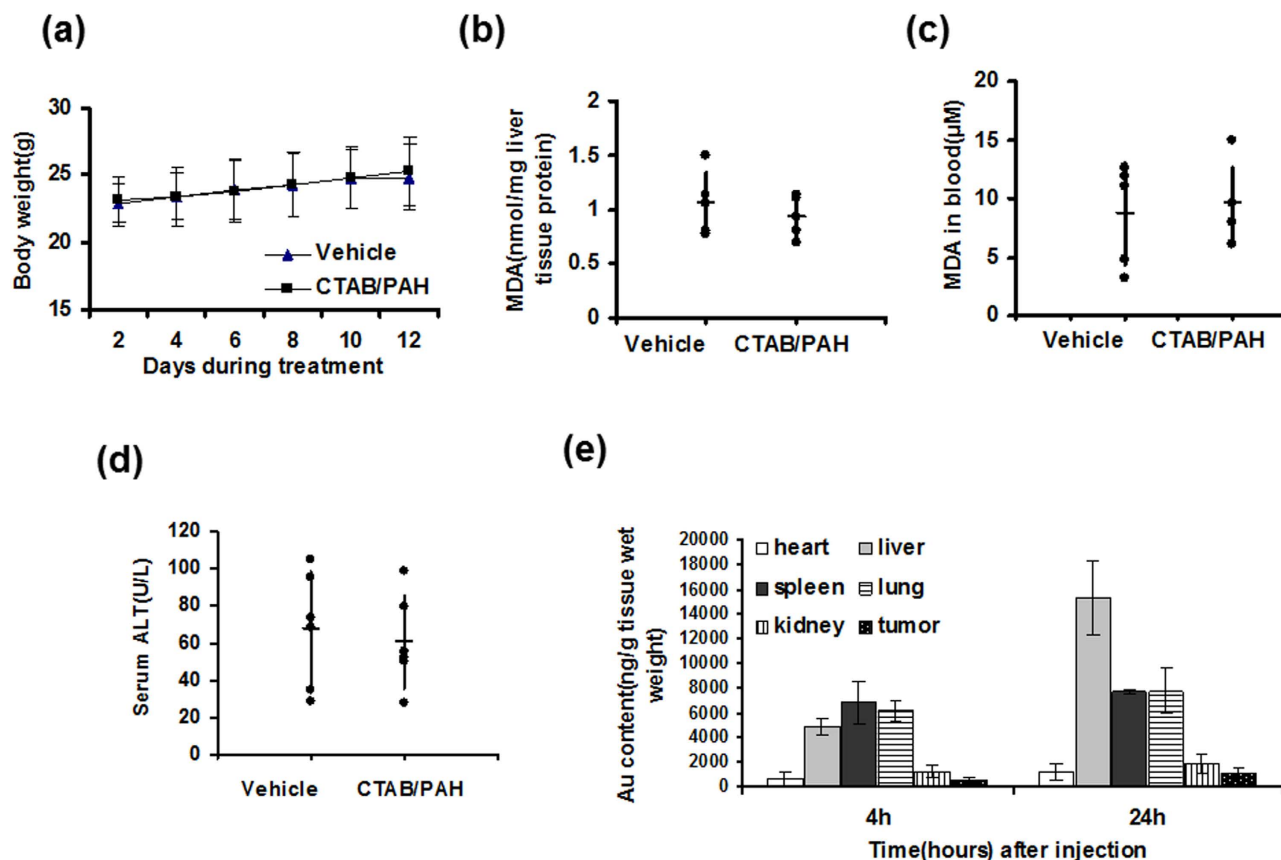 (a)
Body weight(g)
30
25
20
15
Vehicle
CTAB/PAH
2 4 6 8 10 12
Days during treatment
(b)
MDA(nmol/mg liver
tissue protein)
2
1.5
1
0.5
0
Vehicle CTAB/PAH
(c)
MDA in blood(µM)
20
15
10
5
0
Vehicle CTAB/PAH
(d)
Serum ALT(U/L)
120
100
80
60
40
20
0
Vehicle CTAB/PAH
(e)
Au content(ng/g tissue wet
weight)
20000
18000
16000
14000
12000
10000
8000
6000
4000
2000
0
heart liver
spleen lung
kidney tumor
4h 24h
Time(hours) after injection